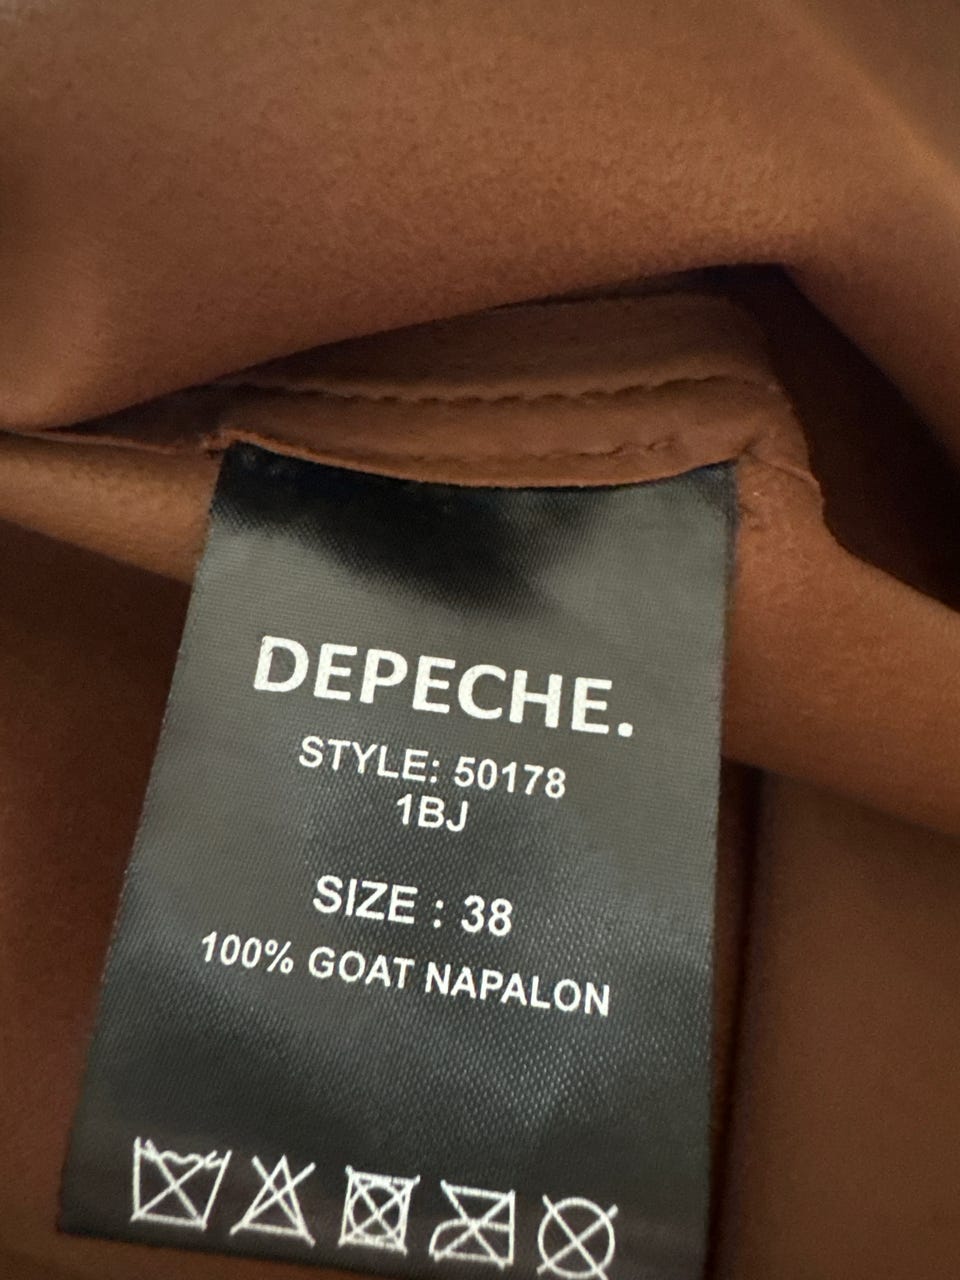 DEPECHE.
STYLE: 50178
1BJ
SIZE : 38
100% GOAT NAPALON